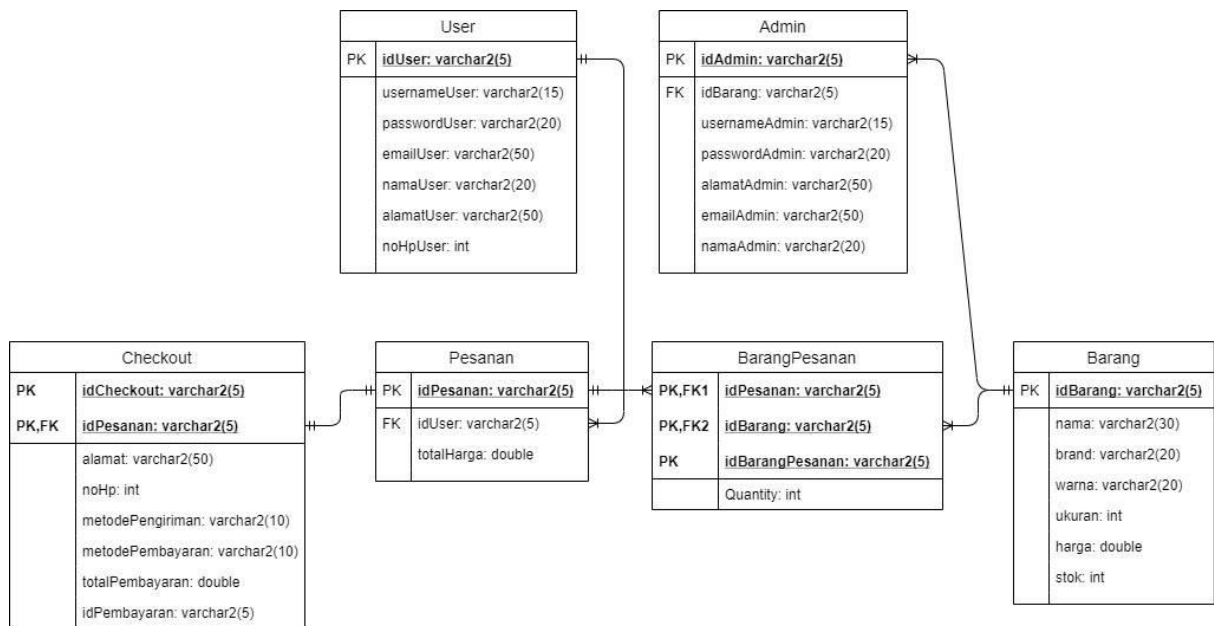 User
PK idUser: varchar2(5)
usernameUser: varchar2(15)
passwordUser: varchar2(20)
emailUser: varchar2(50)
namaUser: varchar2(20)
alamatUser: varchar2(50)
noHpUser: int
Admin
PK idAdmin: varchar2(5)
FK idBarang: varchar2(5)
usernameAdmin: varchar2(15)
passwordAdmin: varchar2(20)
alamatAdmin: varchar2(50)
emailAdmin: varchar2(50)
namaAdmin: varchar2(20)
Checkout
PK idCheckout: varchar2(5)
PK,FK idPesanan: varchar2(5)
alamat: varchar2(50)
noHp: int
metodePengiriman: varchar2(10)
metodePembayaran: varchar2(10)
totalPembayaran: double
idPembayaran: varchar2(5)
Pesanan
PK idPesanan: varchar2(5)
FK idUser: varchar2(5)
totalHarga: double
BarangPesanan
PK,FK1 idPesanan: varchar2(5)
PK,FK2 idBarang: varchar2(5)
PK idBarangPesanan: varchar2(5)
Quantity: int
Barang
PK idBarang: varchar2(5)
nama: varchar2(30)
brand: varchar2(20)
warna: varchar2(20)
ukuran: int
harga: double
stok: int